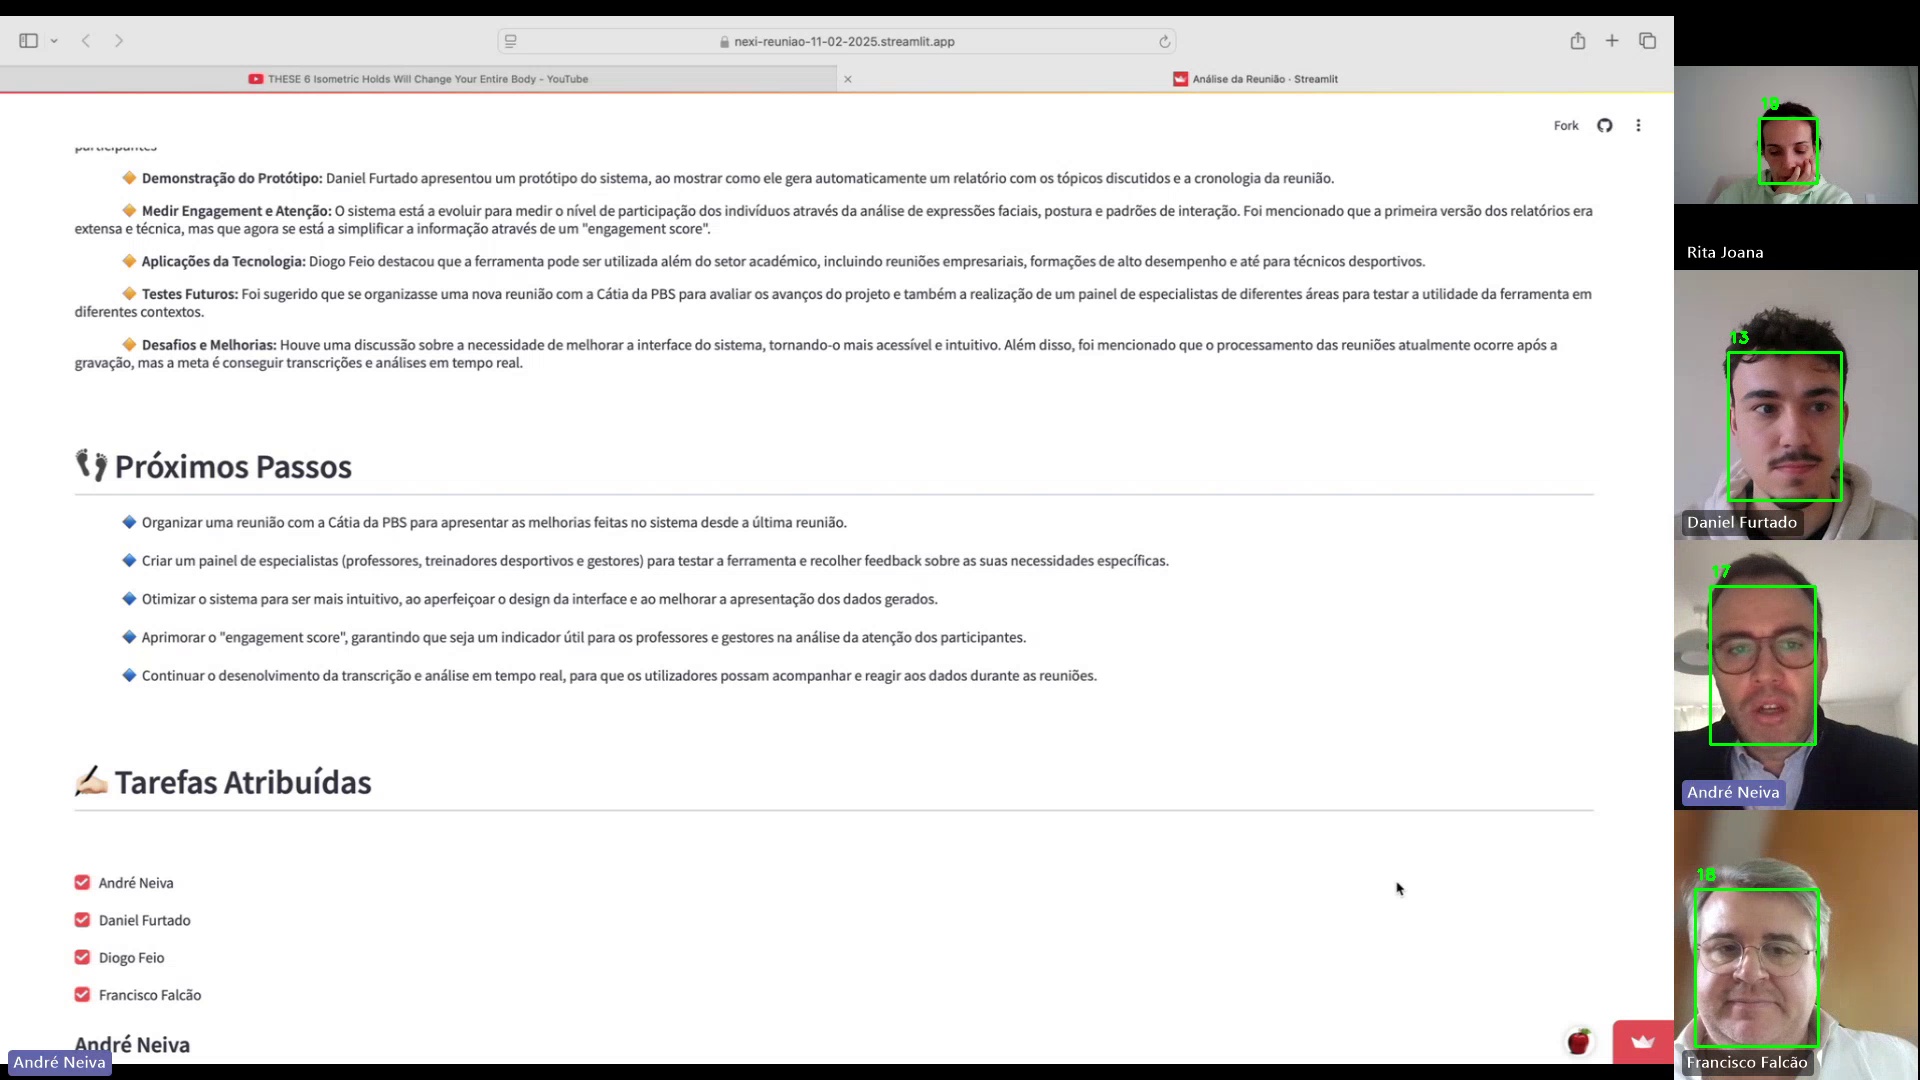 nexi-reuniao-11-02-2025.streamlit.app
THESE 6 Isometric Holds Will Change Your Entire Body - YouTube
Análise da Reunião · Streamlit
Fork
participantes
Demonstração do Protótipo: Daniel Furtado apresentou um protótipo do sistema, ao mostrar como ele gera automaticamente um relatório com os tópicos discutidos e a cronologia da reunião.
Medir Engagement e Atenção: O sistema está a evoluir para medir o nível de participação dos indivíduos através da análise de expressões faciais, postura e padrões de interação. Foi mencionado que a primeira versão dos relatórios era
extensa e técnica, mas que agora se está a simplificar a informação através de um "engagement score".
Aplicações da Tecnologia: Diogo Feio destacou que a ferramenta pode ser utilizada além do setor académico, incluindo reuniões empresariais, formações de alto desempenho e até para técnicos desportivos.
Testes Futuros: Foi sugerido que se organizasse uma nova reunião com a Cátia da PBS para avaliar os avanços do projeto e também a realização de um painel de especialistas de diferentes áreas para testar a utilidade da ferramenta em
diferentes contextos.
Desafios e Melhorias: Houve uma discussão sobre a necessidade de melhorar a interface do sistema, tornando-o mais acessível e intuitivo. Além disso, foi mencionado que o processamento das reuniões atualmente ocorre após a
gravação, mas a meta é conseguir transcrições e análises em tempo real.
Próximos Passos
Organizar uma reunião com a Cátia da PBS para apresentar as melhorias feitas no sistema desde a última reunião.
Criar um painel de especialistas (professores, treinadores desportivos e gestores) para testar a ferramenta e recolher feedback sobre as suas necessidades específicas.
Otimizar o sistema para ser mais intuitivo, ao aperfeiçoar o design da interface e ao melhorar a apresentação dos dados gerados.
Aprimorar o "engagement score", garantindo que seja um indicador útil para os professores e gestores na análise da atenção dos participantes.
Continuar o desenolvimento da transcrição e análise em tempo real, para que os utilizadores possam acompanhar e reagir aos dados durante as reuniões.
Tarefas Atribuídas
André Neiva
Daniel Furtado
Diogo Feio
Francisco Falcão
André Neiva
André Neiva
19
Rita Joana
13
Daniel Furtado
17
André Neiva
18
Francisco Falcão